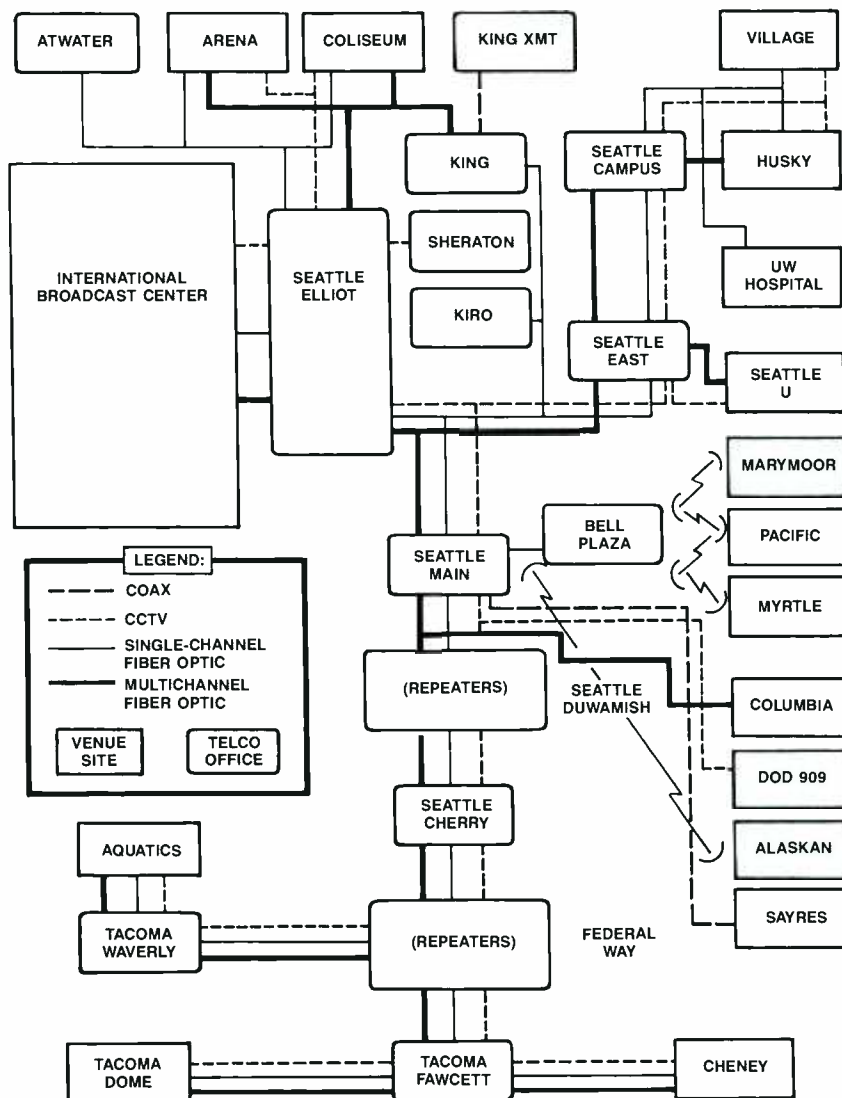 ATWATER
ARENA
COLISEUM
KING XMT
VILLAGE
KING
SEATTLE
CAMPUS
HUSKY
INTERNATIONAL
BROADCAST CENTER
SEATTLE
ELLIOT
SHERATON
UW
HOSPITAL
KIRO
SEATTLE
EAST
SEATTLE
U
MARYMOOR
BELL
PLAZA
PACIFIC
SEATTLE
MAIN
MYRTLE
LEGEND:
COAX
CCTV
SINGLE-CHANNEL
FIBER OPTIC
MULTICHANNEL
FIBER OPTIC
VENUE
SITE
TELCO
OFFICE
(REPEATERS)
SEATTLE
DUWAMISH
COLUMBIA
DOD 909
SEATTLE
CHERRY
ALASKAN
AQUATICS
SAYRES
TACOMA
WAVERLY
(REPEATERS)
FEDERAL
WAY
TACOMA
DOME
TACOMA
FAWCETT
CHENEY